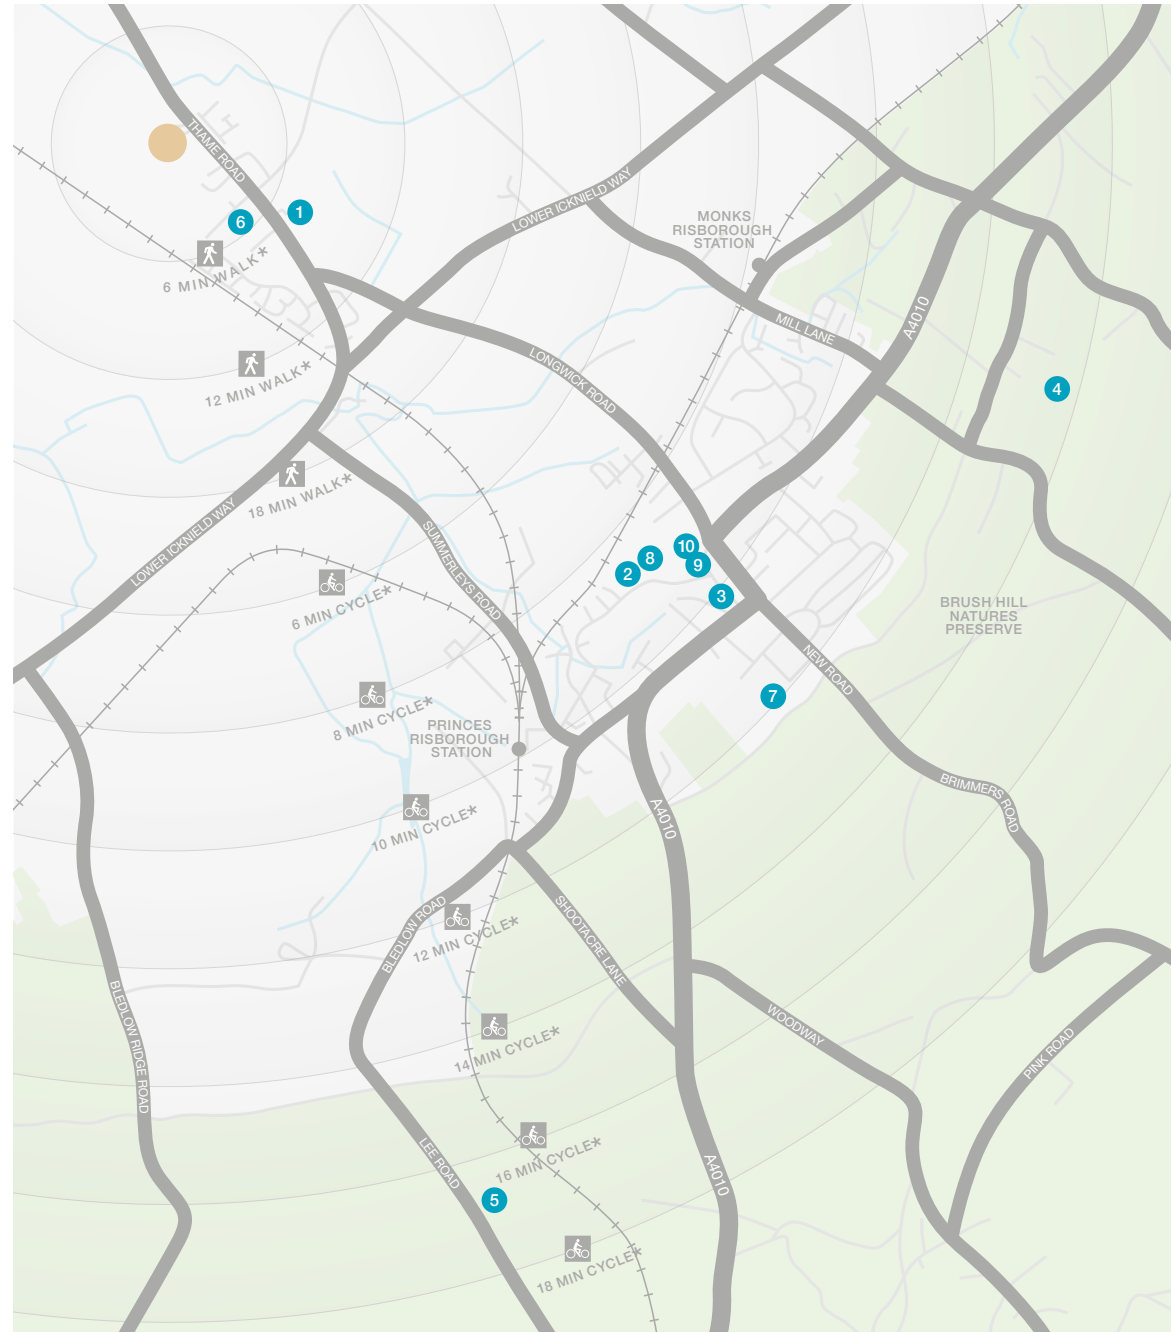 THAME ROAD
1
6
6 MIN WALK*
LOWER ICKNIELD WAY
MONKS
RISBOROUGH
STATION
MILL LANE
A4010
12 MIN WALK*
LONGWICK ROAD
4
18 MIN WALK*
LOWER ICKNIELD WAY
SUMMERLEYS ROAD
10
8
9
2
3
6 MIN CYCLE*
BRUSH HILL
NATURES
PRESERVE
NEW ROAD
7
8 MIN CYCLE*
PRINCES
RISBOROUGH
STATION
BRIMMERS ROAD
A4010
10 MIN CYCLE*
BLEDLOW ROAD
12 MIN CYCLE*
SHOOTACRE LANE
BLEDLOW RIDGE ROAD
14 MIN CYCLE*
WOODWAY
PINK ROAD
LEE ROAD
16 MIN CYCLE*
A4010
5
18 MIN CYCLE*